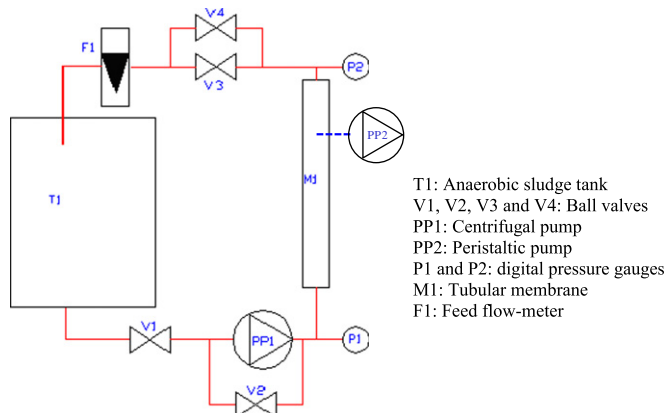 V4
F1
V3
P2
PP2
T1
M1
V1
PP1
P1
V2
T1: Anaerobic sludge tank
V1, V2, V3 and V4: Ball valves
PP1: Centrifugal pump
PP2: Peristaltic pump
P1 and P2: digital pressure gauges
M1: Tubular membrane
F1: Feed flow-meter